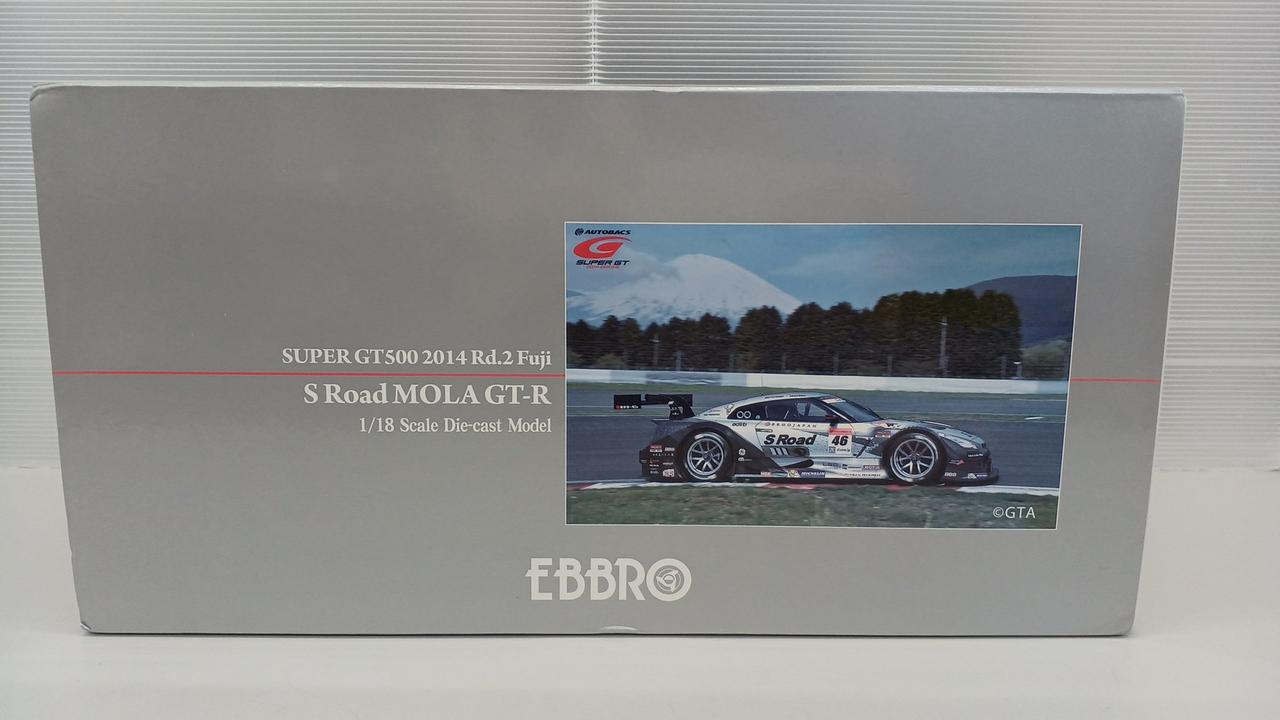 AUTOBACS
SUPER GT
SUPER GT500 2014 Rd.2 Fuji
S Road MOLA GT-R
1/18 Scale Die-cast Model
S Road
46
MICHELIN
©GTA
EBBRO